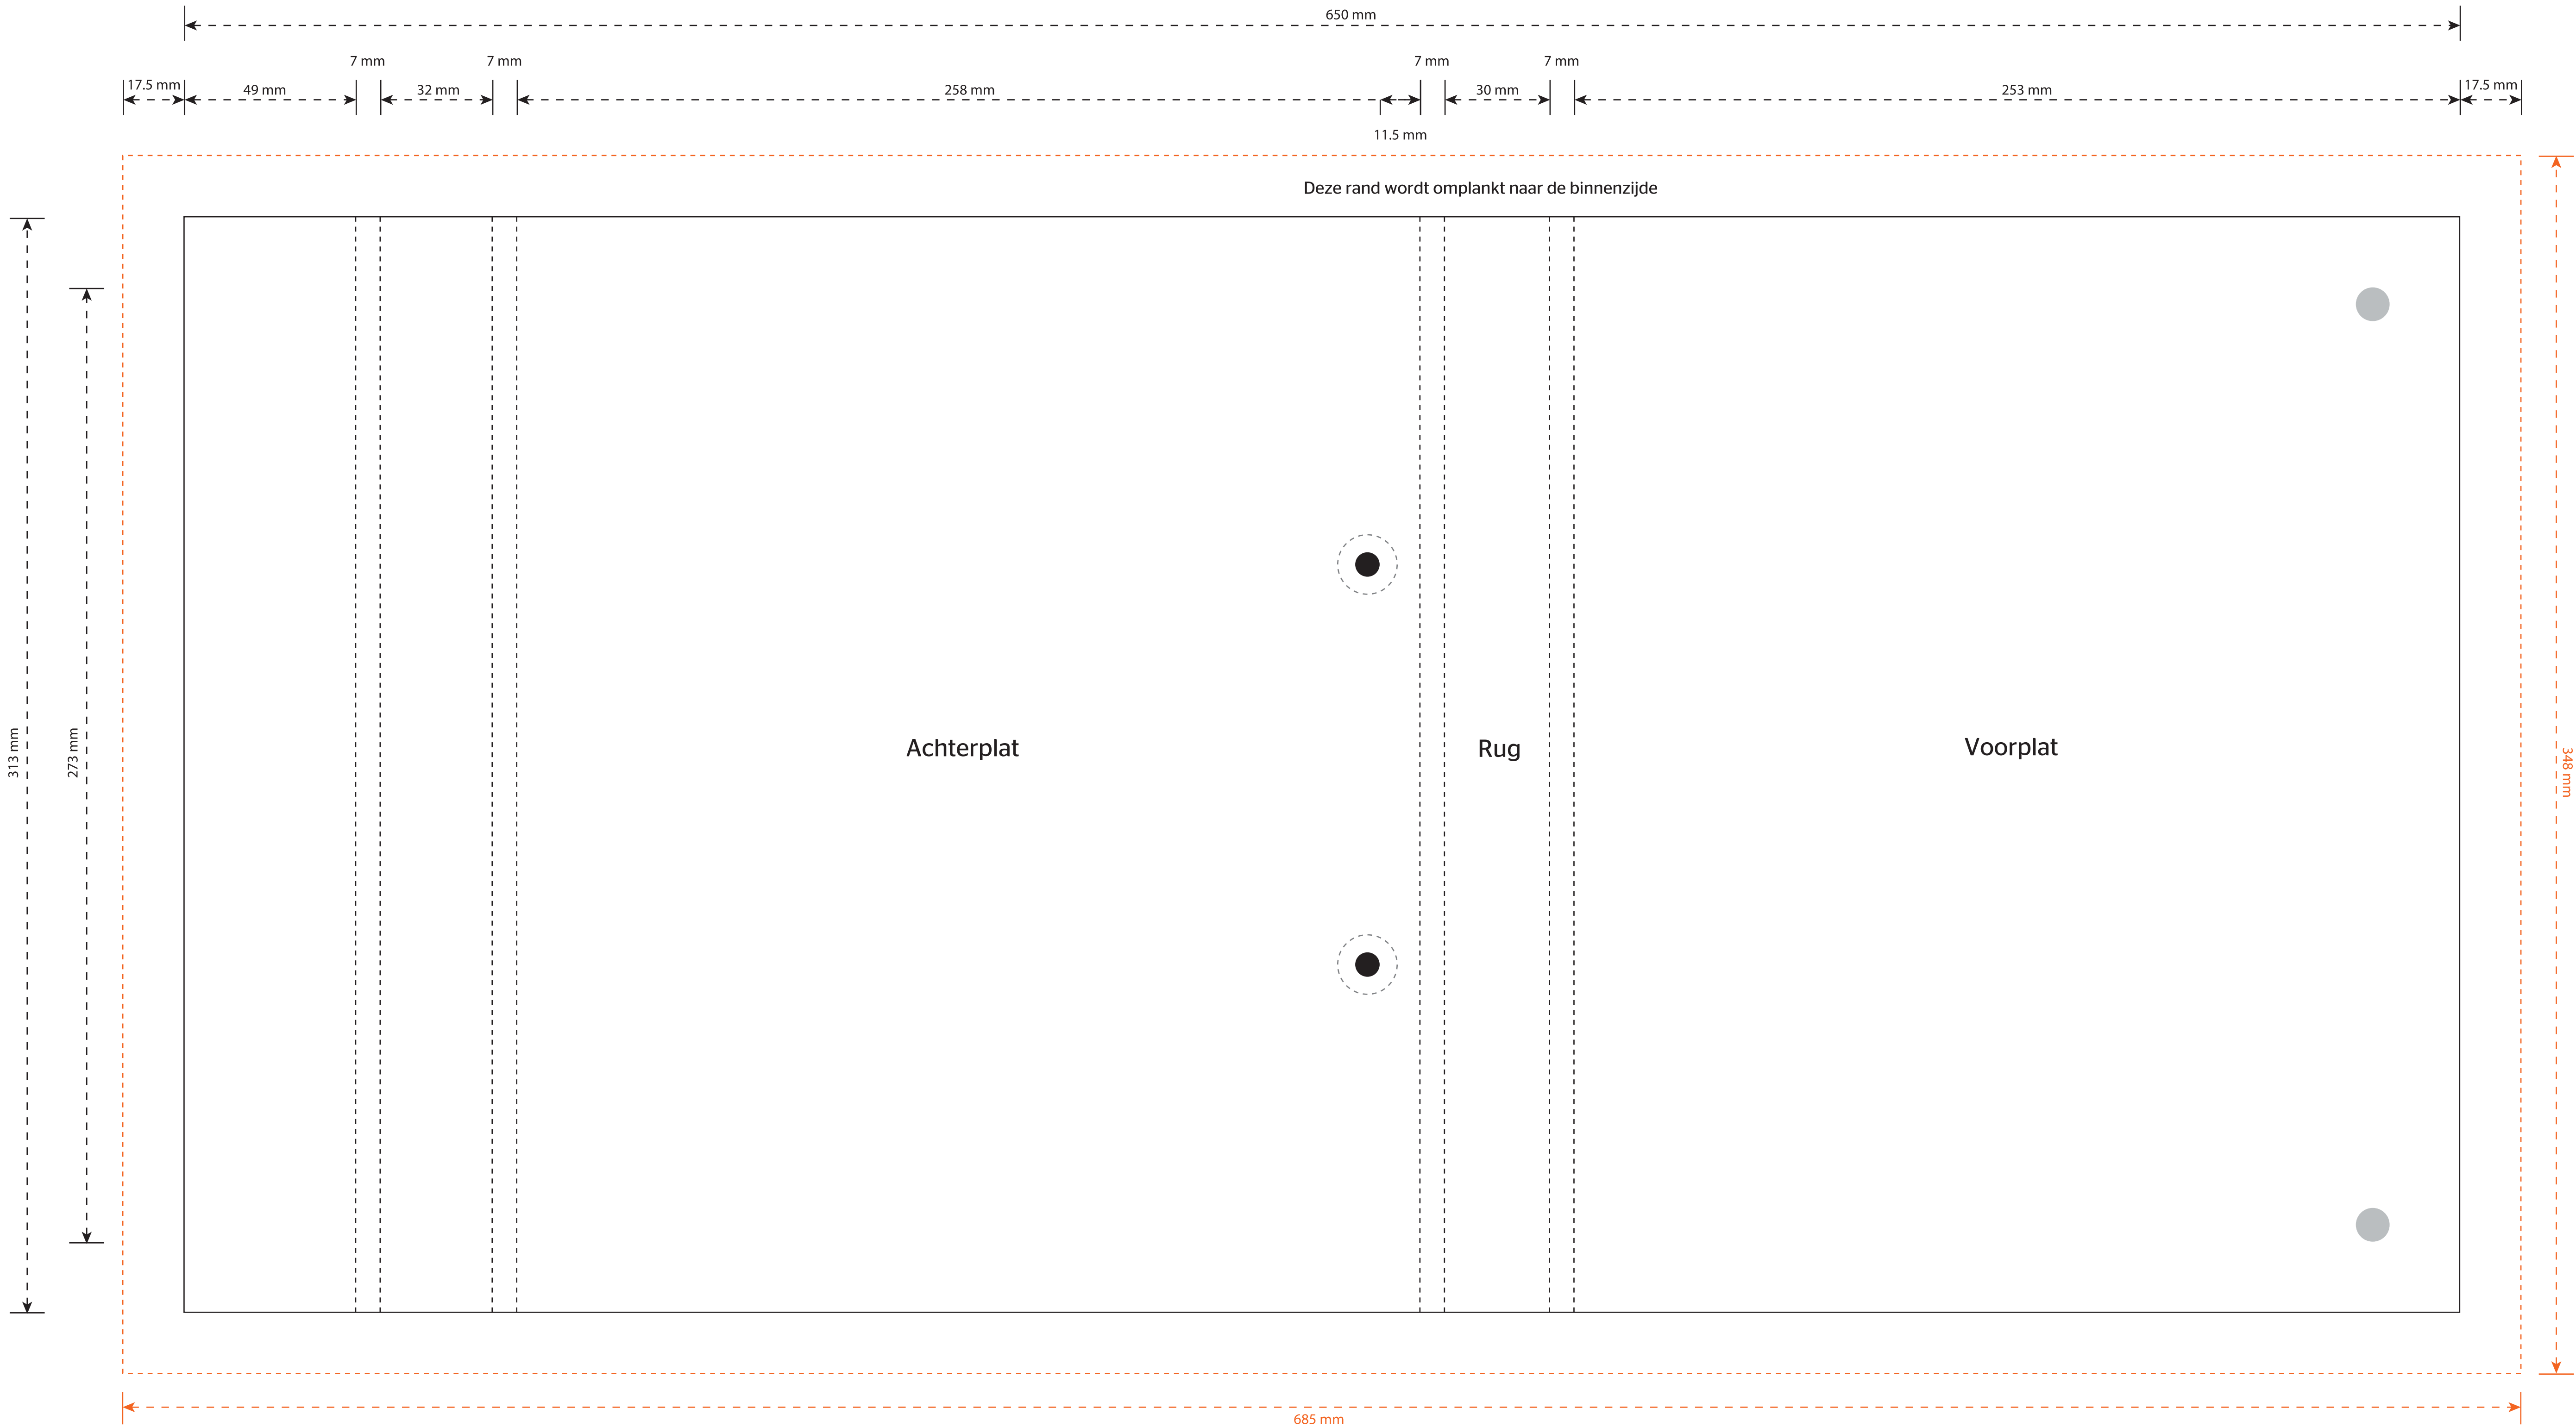 650 mm
7 mm
7 mm
7 mm
7 mm
17.5 mm
49 mm
32 mm
258 mm
30 mm
253 mm
17.5 mm
11.5 mm
Deze rand wordt omplankt naar de binnenzijde
313 mm
273 mm
Achterplat
Rug
Voorplat
348 mm
685 mm